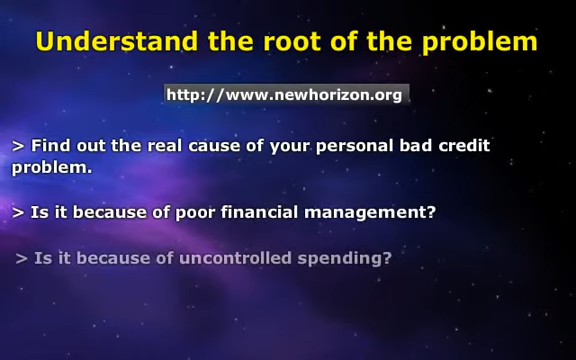 Understand the root of the problem
http://www.newhorizon.org
> Find out the real cause of your personal bad credit
problem.
> Is it because of poor financial management?
> Is it because of uncontrolled spending?